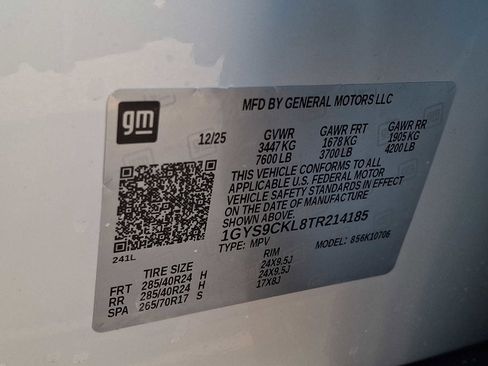 gm
MFD BY GENERAL MOTORS LLC
12/25 GVWR GAWR FRT GAWR RR
3447 KG 1678 KG 1905 KG
7600 LB 3700 LB 4200 LB
THIS VEHICLE CONFORMS TO ALL
APPLICABLE U.S. FEDERAL MOTOR
VEHICLE SAFETY STANDARDS IN EFFECT
ON THE DATE OF MANUFACTURE
SHOWN ABOVE.
1GYS9CKL8TR214185
TYPE: MPV MODEL: 856K10706
241L
TIRE SIZE RIM
FRT 285/40R24 H 24X9.5J
RR 285/40R24 H 24X9.5J
SPA 265/70R17 S 17X8J